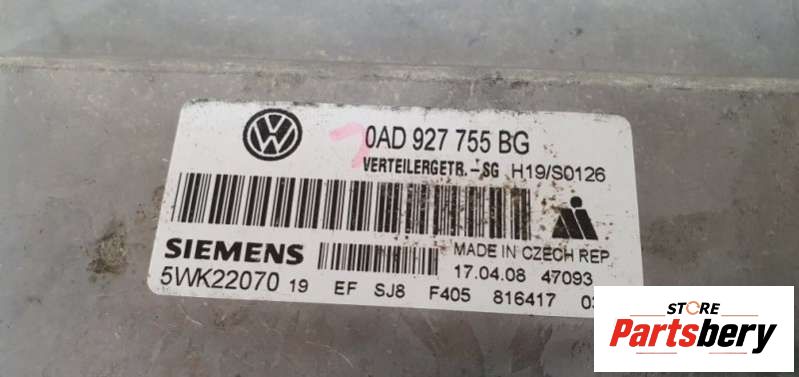 0AD 927 755 BG
VERTEILERGETR.-SG H19/S0126
SIEMENS
MADE IN CZECH REP
17.04.08 47093
5WK22070 19 EF SJ8 F405 816417
STORE
Partsbery